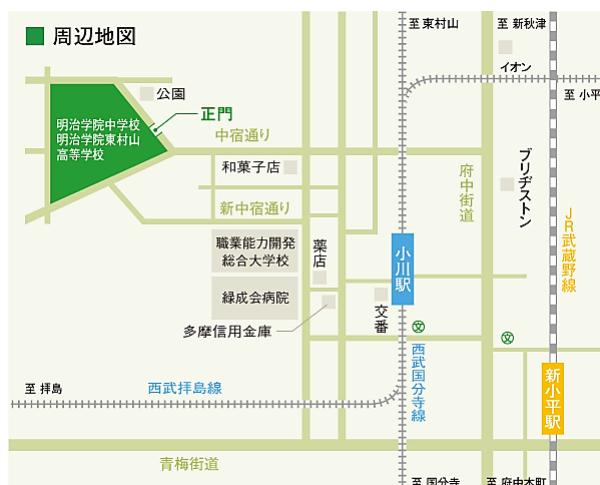 周辺地図
至 東村山
至 新秋津
イオン
至 小平
公園
正門
明治学院中学校
明治学院東村山
高等学校
中宿通り
和菓子店
府中街道
ブリヂストン
新中宿通り
JR武蔵野線
職業能力開発
総合大学校
薬店
小川駅
緑成会病院
交番
多摩信用金庫
文
文
西武国分寺線
至 拝島
西武拝島線
新小平駅
青梅街道
至 国分寺
至 府中本町